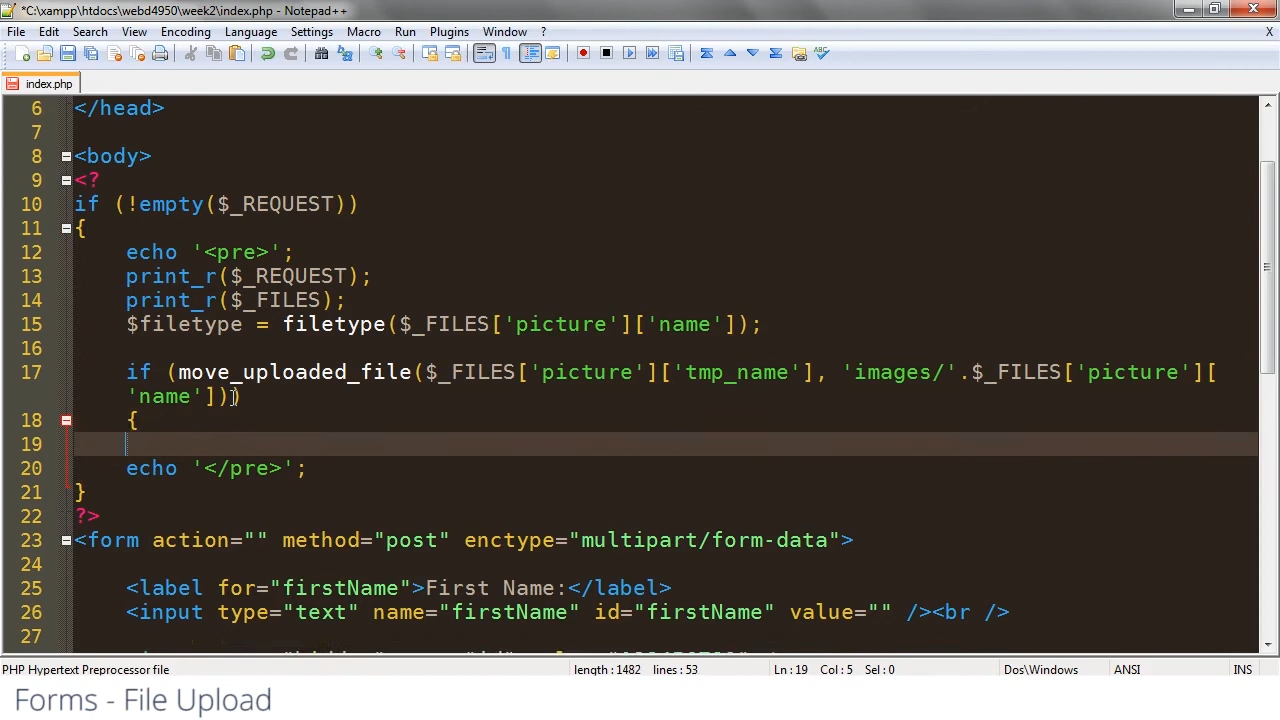 *C:\xampp\htdocs\webd4950\week2\index.php - Notepad++
File Edit Search View Encoding Language Settings Macro Run Plugins Window ? X
index.php
6 </head>
7
8 <body>
9 <?
10 if (!empty($_REQUEST))
11 {
12 echo '<pre>';
13 print_r($_REQUEST);
14 print_r($_FILES);
15 $filetype = filetype($_FILES['picture']['name']);
16
17 if (move_uploaded_file($_FILES['picture']['tmp_name'], 'images/'.$_FILES['picture'][
'name']))
18 {
19
20 echo '</pre>';
21 }
22 ?>
23 <form action="" method="post" enctype="multipart/form-data">
24
25 <label for="firstName">First Name:</label>
26 <input type="text" name="firstName" id="firstName" value="" /><br />
27
PHP Hypertext Preprocessor file length : 1482 lines : 53 Ln : 19 Col : 5 Sel : 0 Dos\Windows ANSI INS
Forms - File Upload